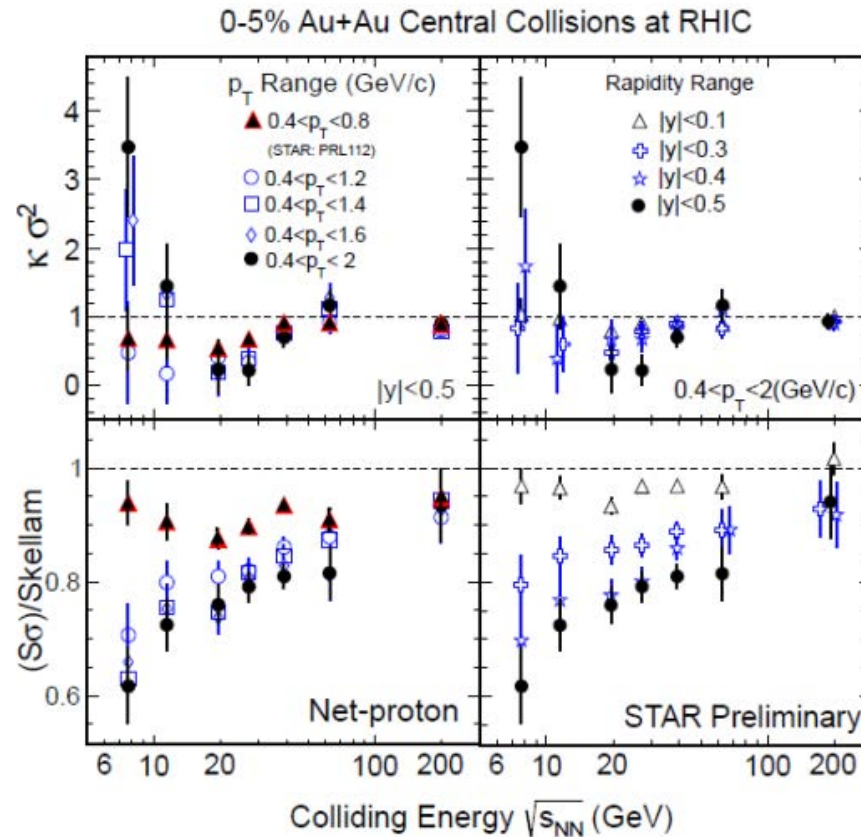 0-5% Au+Au Central Collisions at RHIC
p_T Range (GeV/c)
0.4<p_T<0.8
(STAR: PRL112)
0.4<p_T<1.2
0.4<p_T<1.4
0.4<p_T<1.6
0.4<p_T<2
|y|<0.5
Rapidity Range
|y|<0.1
|y|<0.3
|y|<0.4
|y|<0.5
0.4<p_T<2(GeV/c)
κ σ²
4
3
2
1
0
(Sσ)/Skellam
1
0.8
0.6
Net-proton
STAR Preliminary
6 10 20 100 200
6 10 20 100 200
Colliding Energy √s_NN (GeV)